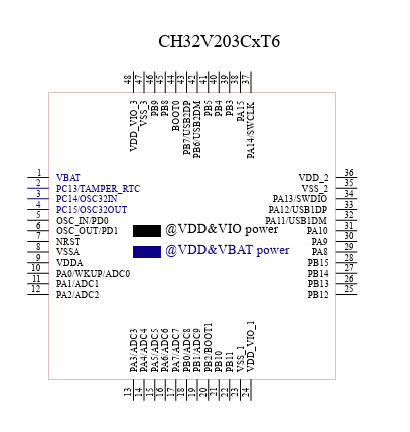 CH32V203CxT6
48 47 46 45 44 43 42 41 40 39 38 37
VDD_VIO_3
VSS_3
PB9
PB8
BOOT0
PB7/USB2DP
PB6/USB2DM
PB5
PB4
PB3
PA15
PA14/SWCLK
1 VBAT
2 PC13/TAMPER_RTC
3 PC14/OSC32IN
4 PC15/OSC32OUT
5 OSC_IN/PD0
6 OSC_OUT/PD1
7 NRST
8 VSSA
9 VDDA
10 PA0/WKUP/ADC0
11 PA1/ADC1
12 PA2/ADC2
@VDD&VIO power
@VDD&VBAT power
VDD_2 36
VSS_2 35
PA13/SWDIO 34
PA12/USB1DP 33
PA11/USB1DM 32
PA10 31
PA9 30
PA8 29
PB15 28
PB14 27
PB13 26
PB12 25
PA3/ADC3
PA4/ADC4
PA5/ADC5
PA6/ADC6
PA7/ADC7
PB0/ADC8
PB1/ADC9
PB2/BOOT1
PB10
PB11
VSS_1
VDD_VIO_1
13 14 15 16 17 18 19 20 21 22 23 24